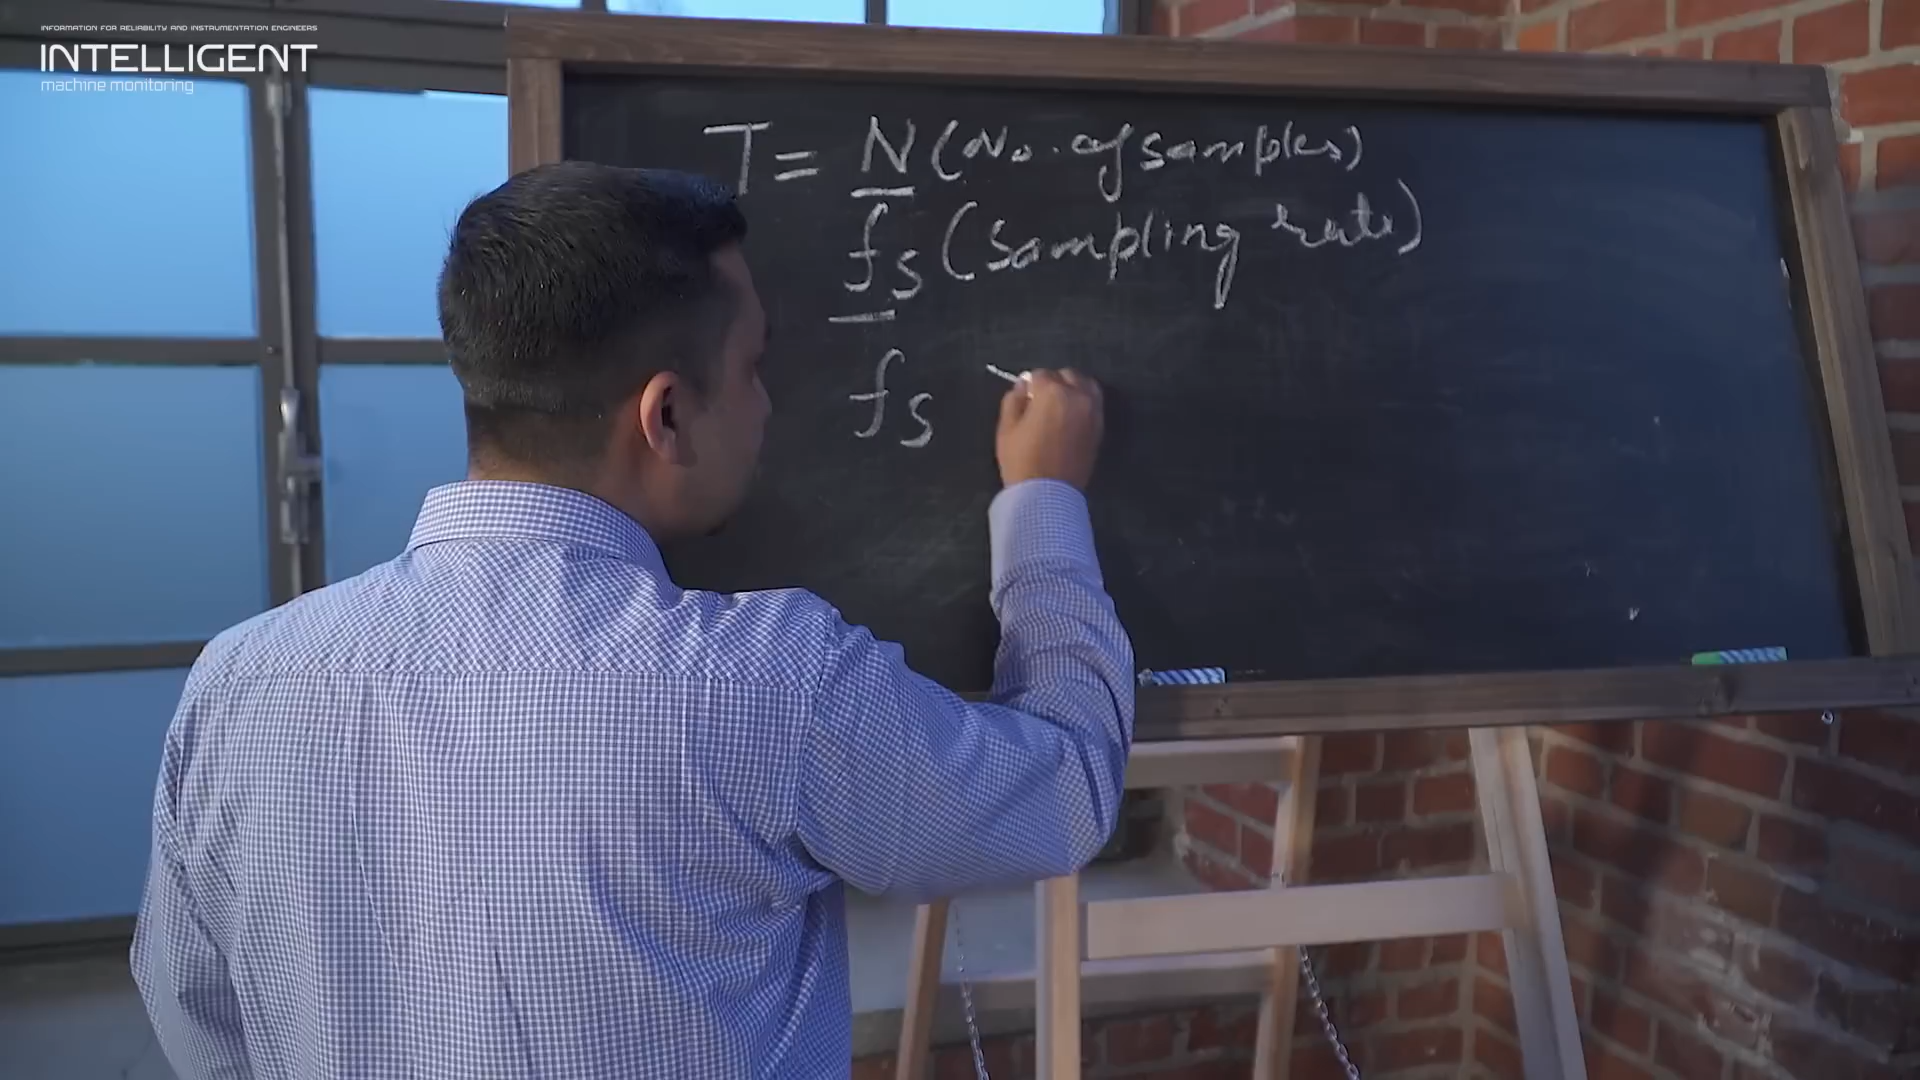 INFORMATION FOR RELIABILITY AND INSTRUMENTATION ENGINEERS
INTELLIGENT
machine monitoring
T = N (No. of samples)
fs (sampling rate)
fs